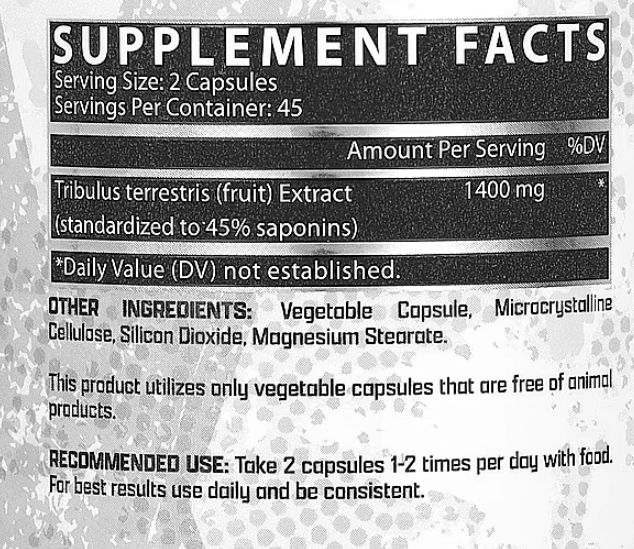 SUPPLEMENT FACTS
Serving Size: 2 Capsules
Servings Per Container: 45
Amount Per Serving %DV
Tribulus terrestris (fruit) Extract 1400 mg *
(standardized to 45% saponins)
*Daily Value (DV) not established.
OTHER INGREDIENTS: Vegetable Capsule, Microcrystalline
Cellulose, Silicon Dioxide, Magnesium Stearate.
This product utilizes only vegetable capsules that are free of animal
products.
RECOMMENDED USE: Take 2 capsules 1-2 times per day with food.
For best results use daily and be consistent.